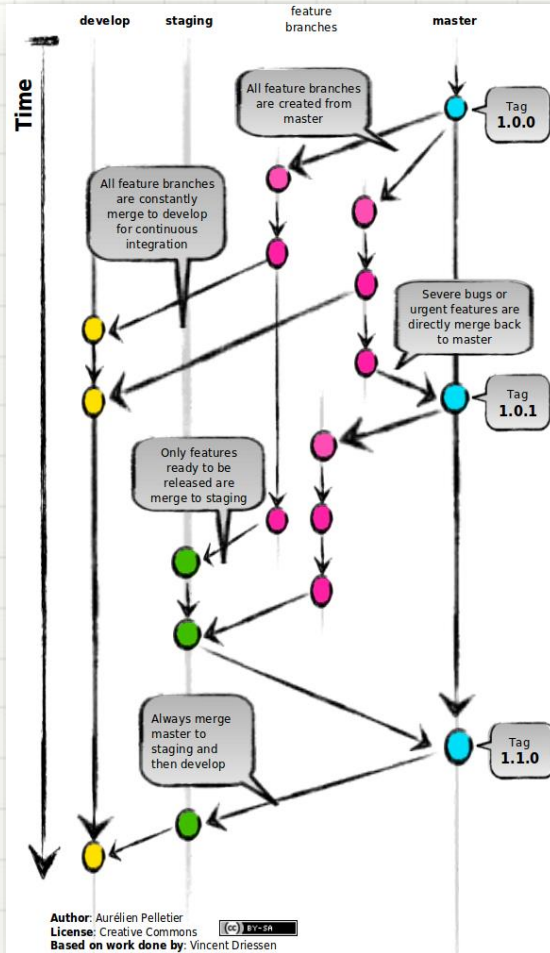 develop
staging
feature
branches
master
Time
All feature branches
are created from
master
Tag
1.0.0
All feature branches
are constantly
merge to develop
for continuous
integration
Severe bugs or
urgent features are
directly merge back
to master
Tag
1.0.1
Only features
ready to be
released are
merge to staging
Always merge
master to
staging and
then develop
Tag
1.1.0
Author: Aurélien Pelletier
License: Creative Commons
(cc) BY-SA
Based on work done by: Vincent Driessen